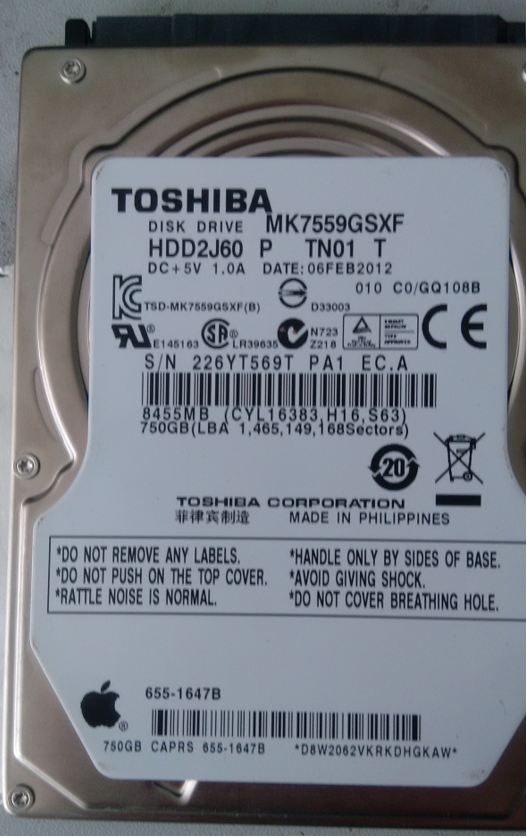 TOSHIBA
DISK DRIVE MK7559GSXF
HDD2J60 P TN01 T
DC+5V 1.0A DATE:06FEB2012
010 C0/GQ108B
TSD-MK7559GSXF(B) D33003
E145163 LR39635 N723
Z218
S/N 226YT569T PA1 EC.A
8455MB (CYL16383,H16,S63)
750GB(LBA 1,465,149,168Sectors)
20
TOSHIBA CORPORATION
菲律宾制造 MADE IN PHILIPPINES
*DO NOT REMOVE ANY LABELS. *HANDLE ONLY BY SIDES OF BASE.
*DO NOT PUSH ON THE TOP COVER. *AVOID GIVING SHOCK.
*RATTLE NOISE IS NORMAL. *DO NOT COVER BREATHING HOLE.
655-1647B
750GB CAPRS 655-1647B *D8W2062VKRKDHGKAW*